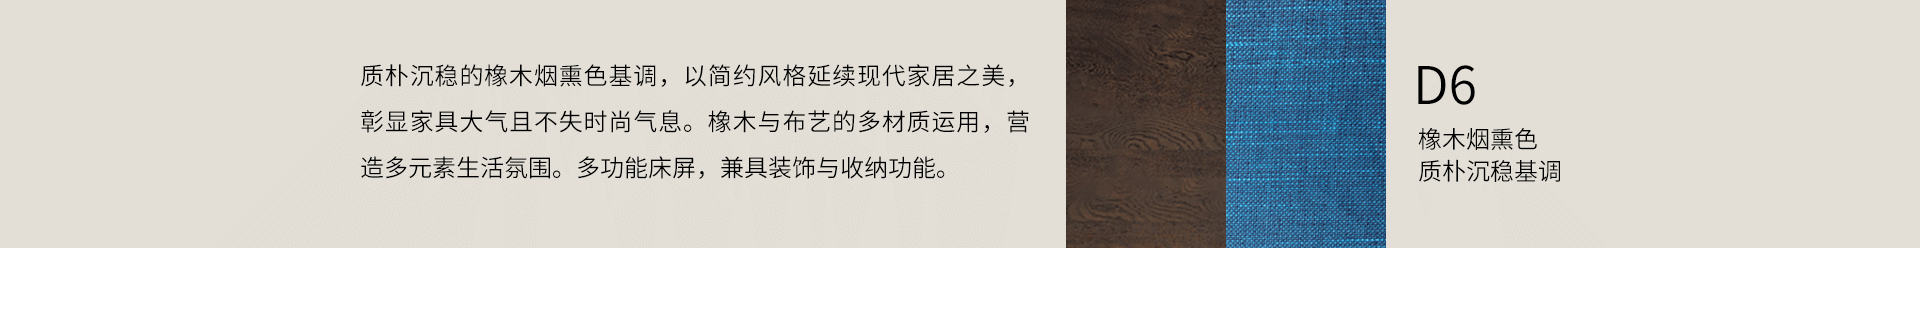 质朴沉稳的橡木烟熏色基调，以简约风格延续现代家居之美，
彰显家具大气且不失时尚气息。橡木与布艺的多材质运用，营
造多元素生活氛围。多功能床屏，兼具装饰与收纳功能。
D6
橡木烟熏色
质朴沉稳基调